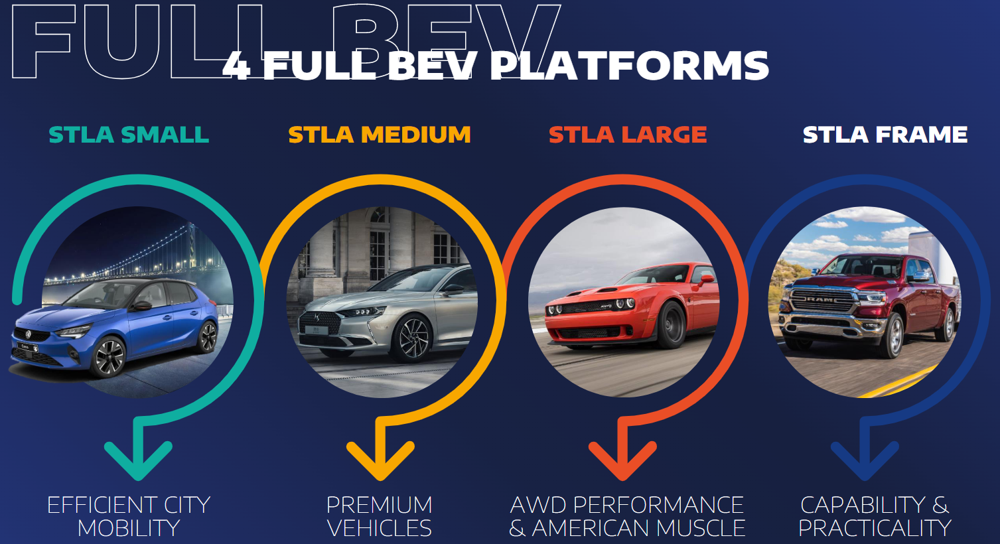 FULL BEV
4 FULL BEV PLATFORMS
STLA SMALL
STLA MEDIUM
STLA LARGE
STLA FRAME
Corsa
RAM
EFFICIENT CITY
MOBILITY
PREMIUM
VEHICLES
AWD PERFORMANCE
& AMERICAN MUSCLE
CAPABILITY &
PRACTICALITY